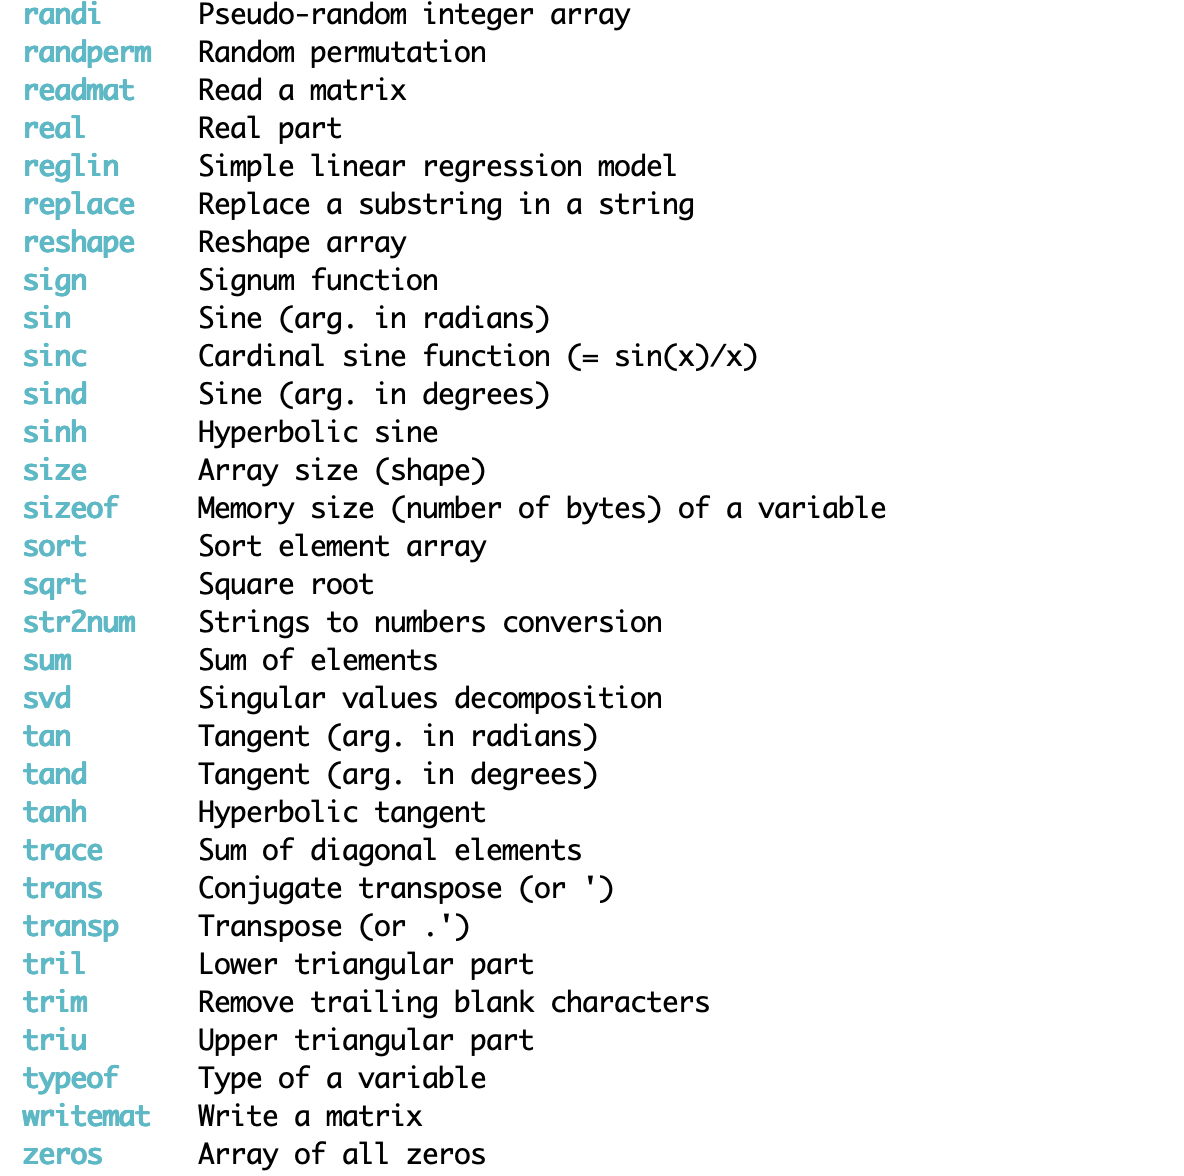 randi Pseudo-random integer array
randperm Random permutation
readmat Read a matrix
real Real part
reglin Simple linear regression model
replace Replace a substring in a string
reshape Reshape array
sign Signum function
sin Sine (arg. in radians)
sinc Cardinal sine function (= sin(x)/x)
sind Sine (arg. in degrees)
sinh Hyperbolic sine
size Array size (shape)
sizeof Memory size (number of bytes) of a variable
sort Sort element array
sqrt Square root
str2num Strings to numbers conversion
sum Sum of elements
svd Singular values decomposition
tan Tangent (arg. in radians)
tand Tangent (arg. in degrees)
tanh Hyperbolic tangent
trace Sum of diagonal elements
trans Conjugate transpose (or ')
transp Transpose (or .')
tril Lower triangular part
trim Remove trailing blank characters
triu Upper triangular part
typeof Type of a variable
writemat Write a matrix
zeros Array of all zeros